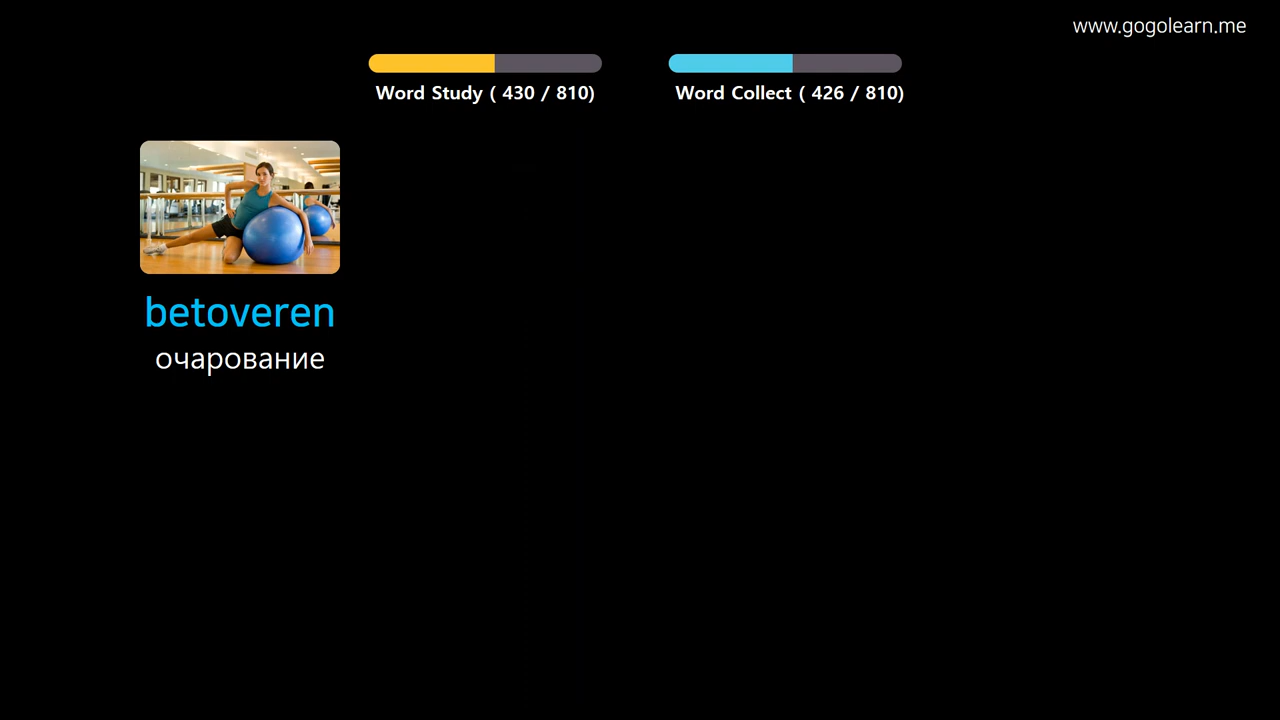 www.gogolearn.me
Word Study ( 430 / 810)
Word Collect ( 426 / 810)
betoveren
очарование